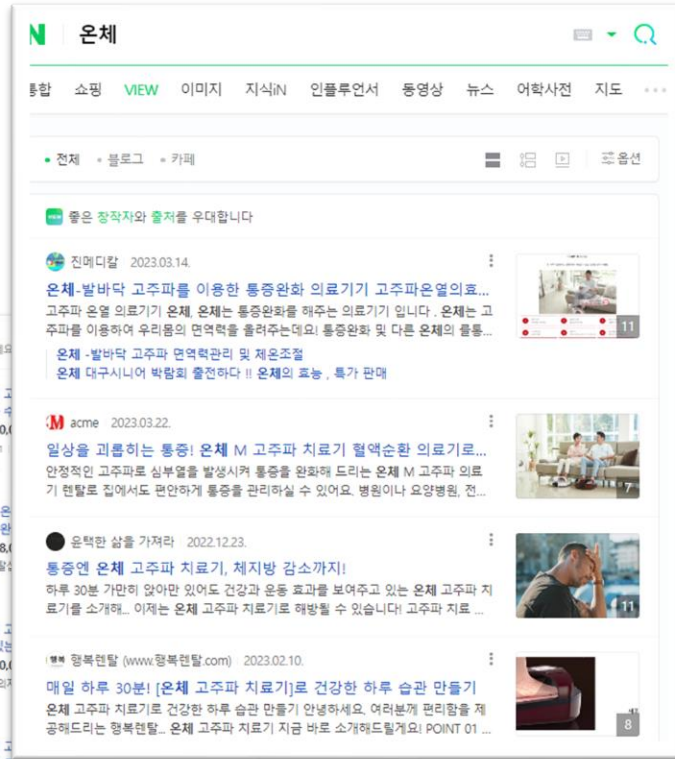 N 온체
통합 쇼핑 VIEW 이미지 지식iN 인플루언서 동영상 뉴스 어학사전 지도
전체 블로그 카페 옵션
VIEW 좋은 창작자와 출처를 우대합니다
진메디칼 2023.03.14.
온체-발바닥 고주파를 이용한 통증완화 의료기기 고주파온열의효...
고주파 온열 의료기기 온체, 온체는 통증완화를 해주는 의료기기 입니다. 온체는 고
주파를 이용하여 우리몸의 면역력을 올려주는데요! 통증완화 및 다른 온체의 믈통...
11
온체 -발바닥 고주파 면역력관리 및 체온조절
온체 대구시니어 박람회 출전하다 !! 온체의 효능 , 특가 판매
M acme 2023.03.22.
일상을 괴롭히는 통증! 온체 M 고주파 치료기 혈액순환 의료기로...
안정적인 고주파로 심부열을 발생시켜 통증을 완화해 드리는 온체 M 고주파 의료
기 렌탈로 집에서도 편안하게 통증을 관리하실 수 있어요. 병원이나 요양병원, 전...
7
윤택한 삶을 가져라 2022.12.23.
통증엔 온체 고주파 치료기, 체지방 감소까지!
하루 30분 가만히 앉아만 있어도 건강과 운동 효과를 보여주고 있는 온체 고주파 치
료기를 소개해... 이제는 온체 고주파 치료기로 해방될 수 있습니다! 고주파 치료 ...
11
행복 행복렌탈 (www.행복렌탈.com) 2023.02.10.
매일 하루 30분! [온체 고주파 치료기]로 건강한 하루 습관 만들기
온체 고주파 치료기로 건강한 하루 습관 만들기 안녕하세요. 여러분께 편리함을 제
공해드리는 행복렌탈... 온체 고주파 치료기 지금 바로 소개해드릴게요! POINT 01 ...
8